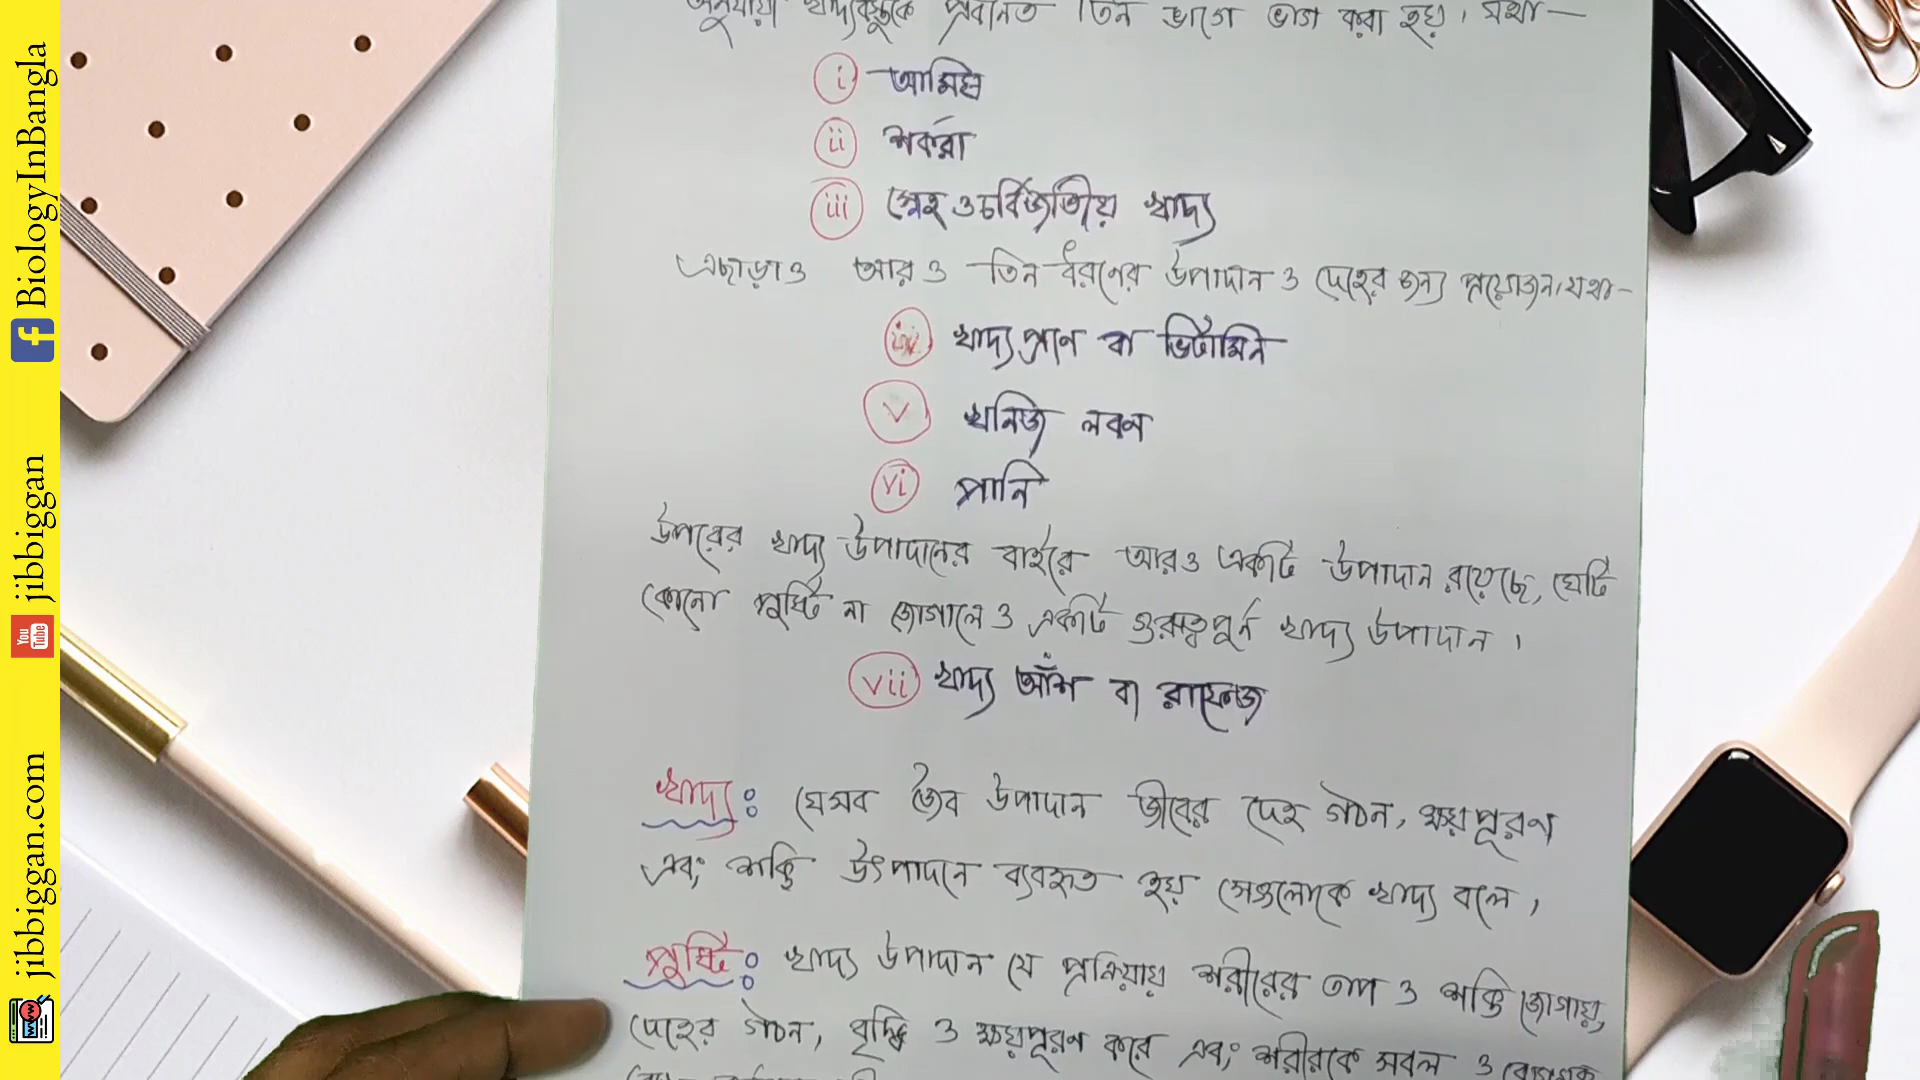 অনুযায়ী খাদ্যবস্তুকে প্রধানত তিন ভাগে ভাগ করা হয়। যথা—
i আমিষ
ii শর্করা
iii স্নেহ ও চর্বিজাতীয় খাদ্য
এছাড়াও আরও তিন ধরণের উপাদান ও দেহের জন্য প্রয়োজন। যথা—
iv খাদ্যপ্রাণ বা ভিটামিন
v খনিজ লবণ
vi পানি
উপরের খাদ্য উপাদানের বাইরে আরও একটি উপাদান রয়েছে, যেটি
কোনো পুষ্টি না জোগালেও একটি গুরুত্বপূর্ন খাদ্য উপাদান।
vii খাদ্য আঁশ বা রাফেজ
খাদ্য: যেসব জৈব উপাদান জীবের দেহ গঠন, ক্ষয়পূরণ
এবং শক্তি উৎপাদনে ব্যবহৃত হয় সেগুলোকে খাদ্য বলে।
পুষ্টি: খাদ্য উপাদান যে প্রক্রিয়ায় শরীরের তাপ ও শক্তি জোগায়,
দেহের গঠন, বৃদ্ধি ও ক্ষয়পূরণ করে এবং শরীরকে সবল ও
BiologyInBangla
jibbiggan
You Tube
jibbiggan.com
www